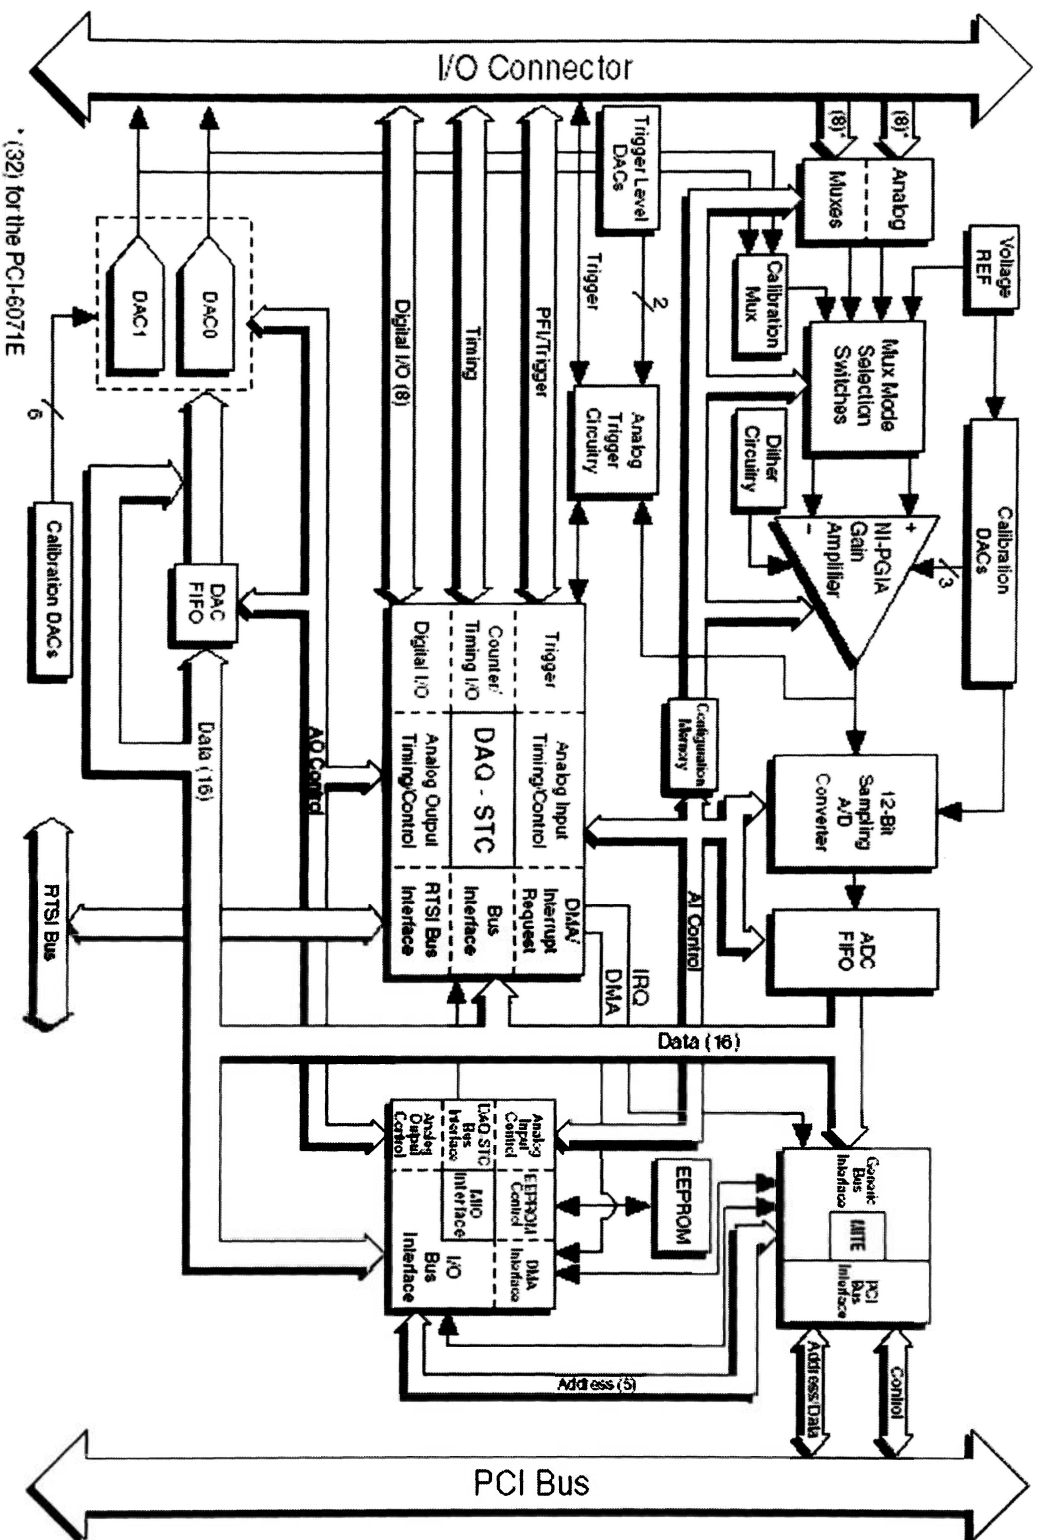 I/O Connector
(8)*
(8)*
Analog
Muxes
Voltage
REF
Calibration
Mux
Mux Mode
Selection
Switches
Calibration
DACs
3
Dither
Circuitry
+
-
NI-PGIA
Gain
Amplifier
12-Bit
Sampling
A/D
Converter
ADC
FIFO
Configuration
Memory
AI Control
Trigger Level
DACs
Trigger
2
Analog
Trigger
Circuitry
PFI/Trigger
Timing
Digital I/O (8)
Trigger
Counter/
Timing I/O
Digital I/O
Analog Input
Timing/Control
DAQ - STC
Analog Output
Timing/Control
DMA/
Interrupt
Request
Bus
Interface
RTSI Bus
Interface
IRQ
DMA
Data (16)
Generic
Bus
Interface
MITE
PCI
Bus
Interface
Control
Address/Data
EEPROM
Analog
Input
Control
EEPROM
Control
DMA
Interface
DAQ-STC
Bus
Interface
MIO
Interface
Analog
Output
Control
I/O
Bus
Interface
Address (5)
AO Control
DAC0
DAC1
DAC
FIFO
Data (16)
6
Calibration DACs
RTSI Bus
PCI Bus
* (32) for the PCI-6071E